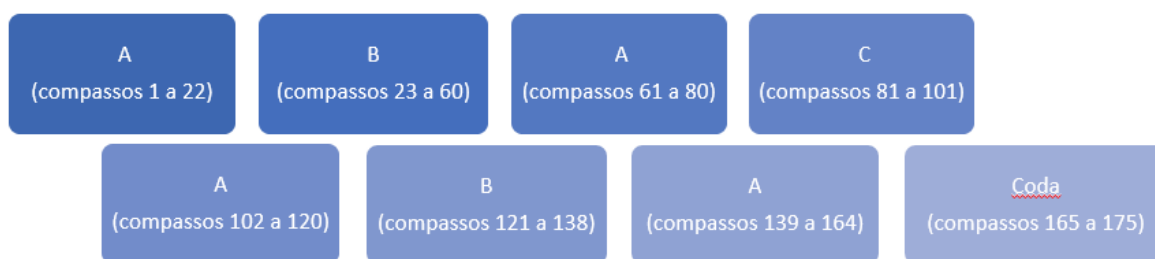 A
(compassos 1 a 22)
B
(compassos 23 a 60)
A
(compassos 61 a 80)
C
(compassos 81 a 101)
A
(compassos 102 a 120)
B
(compassos 121 a 138)
A
(compassos 139 a 164)
Coda
(compassos 165 a 175)